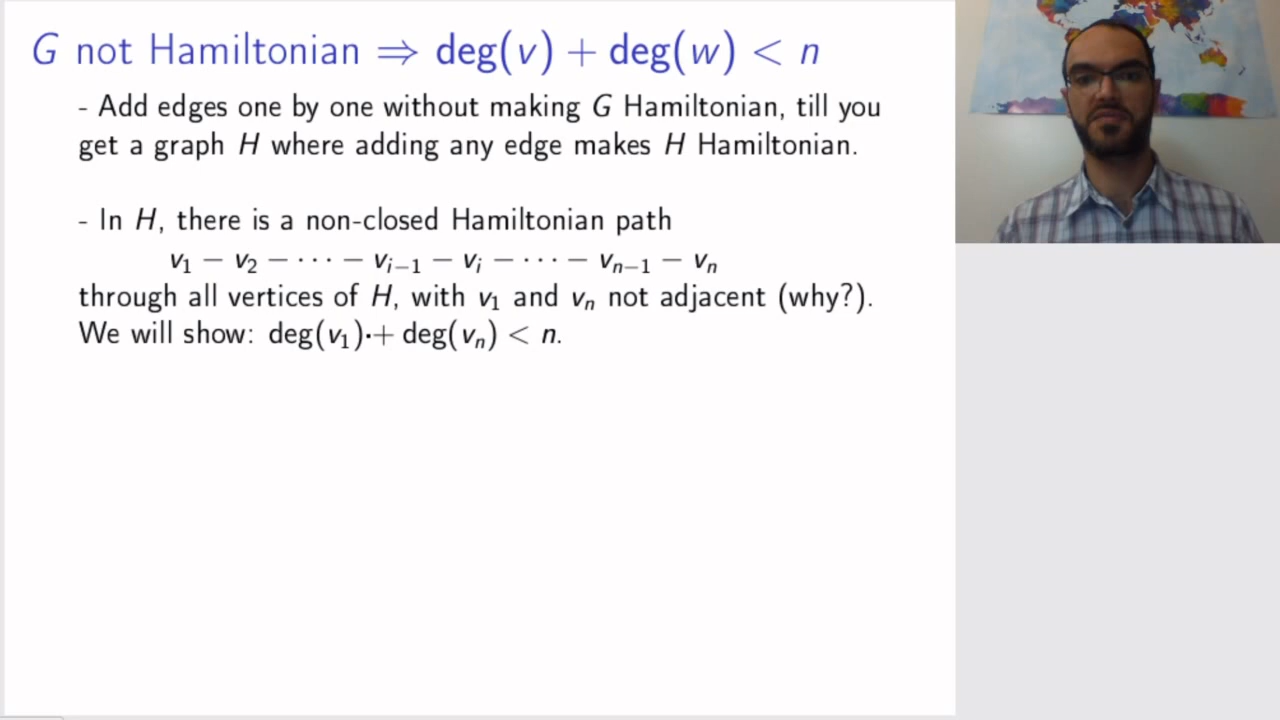 G not Hamiltonian ⇒ deg(v) + deg(w) < n
- Add edges one by one without making G Hamiltonian, till you
get a graph H where adding any edge makes H Hamiltonian.
- In H, there is a non-closed Hamiltonian path
v₁ − v₂ − ⋯ − vᵢ₋₁ − vᵢ − ⋯ − vₙ₋₁ − vₙ
through all vertices of H, with v₁ and vₙ not adjacent (why?).
We will show: deg(v₁) + deg(vₙ) < n.